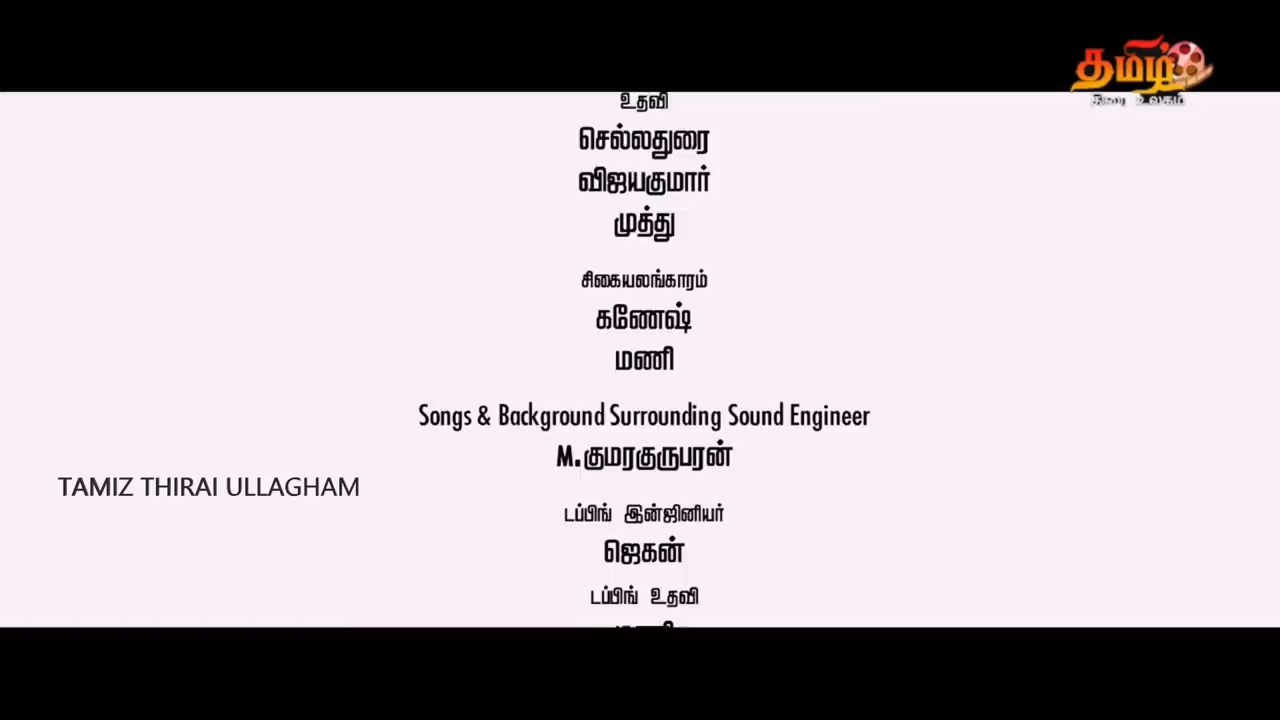 தமிழ்
திரை உலகம்
உதவி
செல்லதுரை
விஜயகுமார்
முத்து
சிகையலங்காரம்
கணேஷ்
மணி
Songs & Background Surrounding Sound Engineer
M.குமரகுருபரன்
TAMIZ THIRAI ULLAGHAM
டப்பிங் இன்ஜினியர்
ஜெகன்
டப்பிங் உதவி